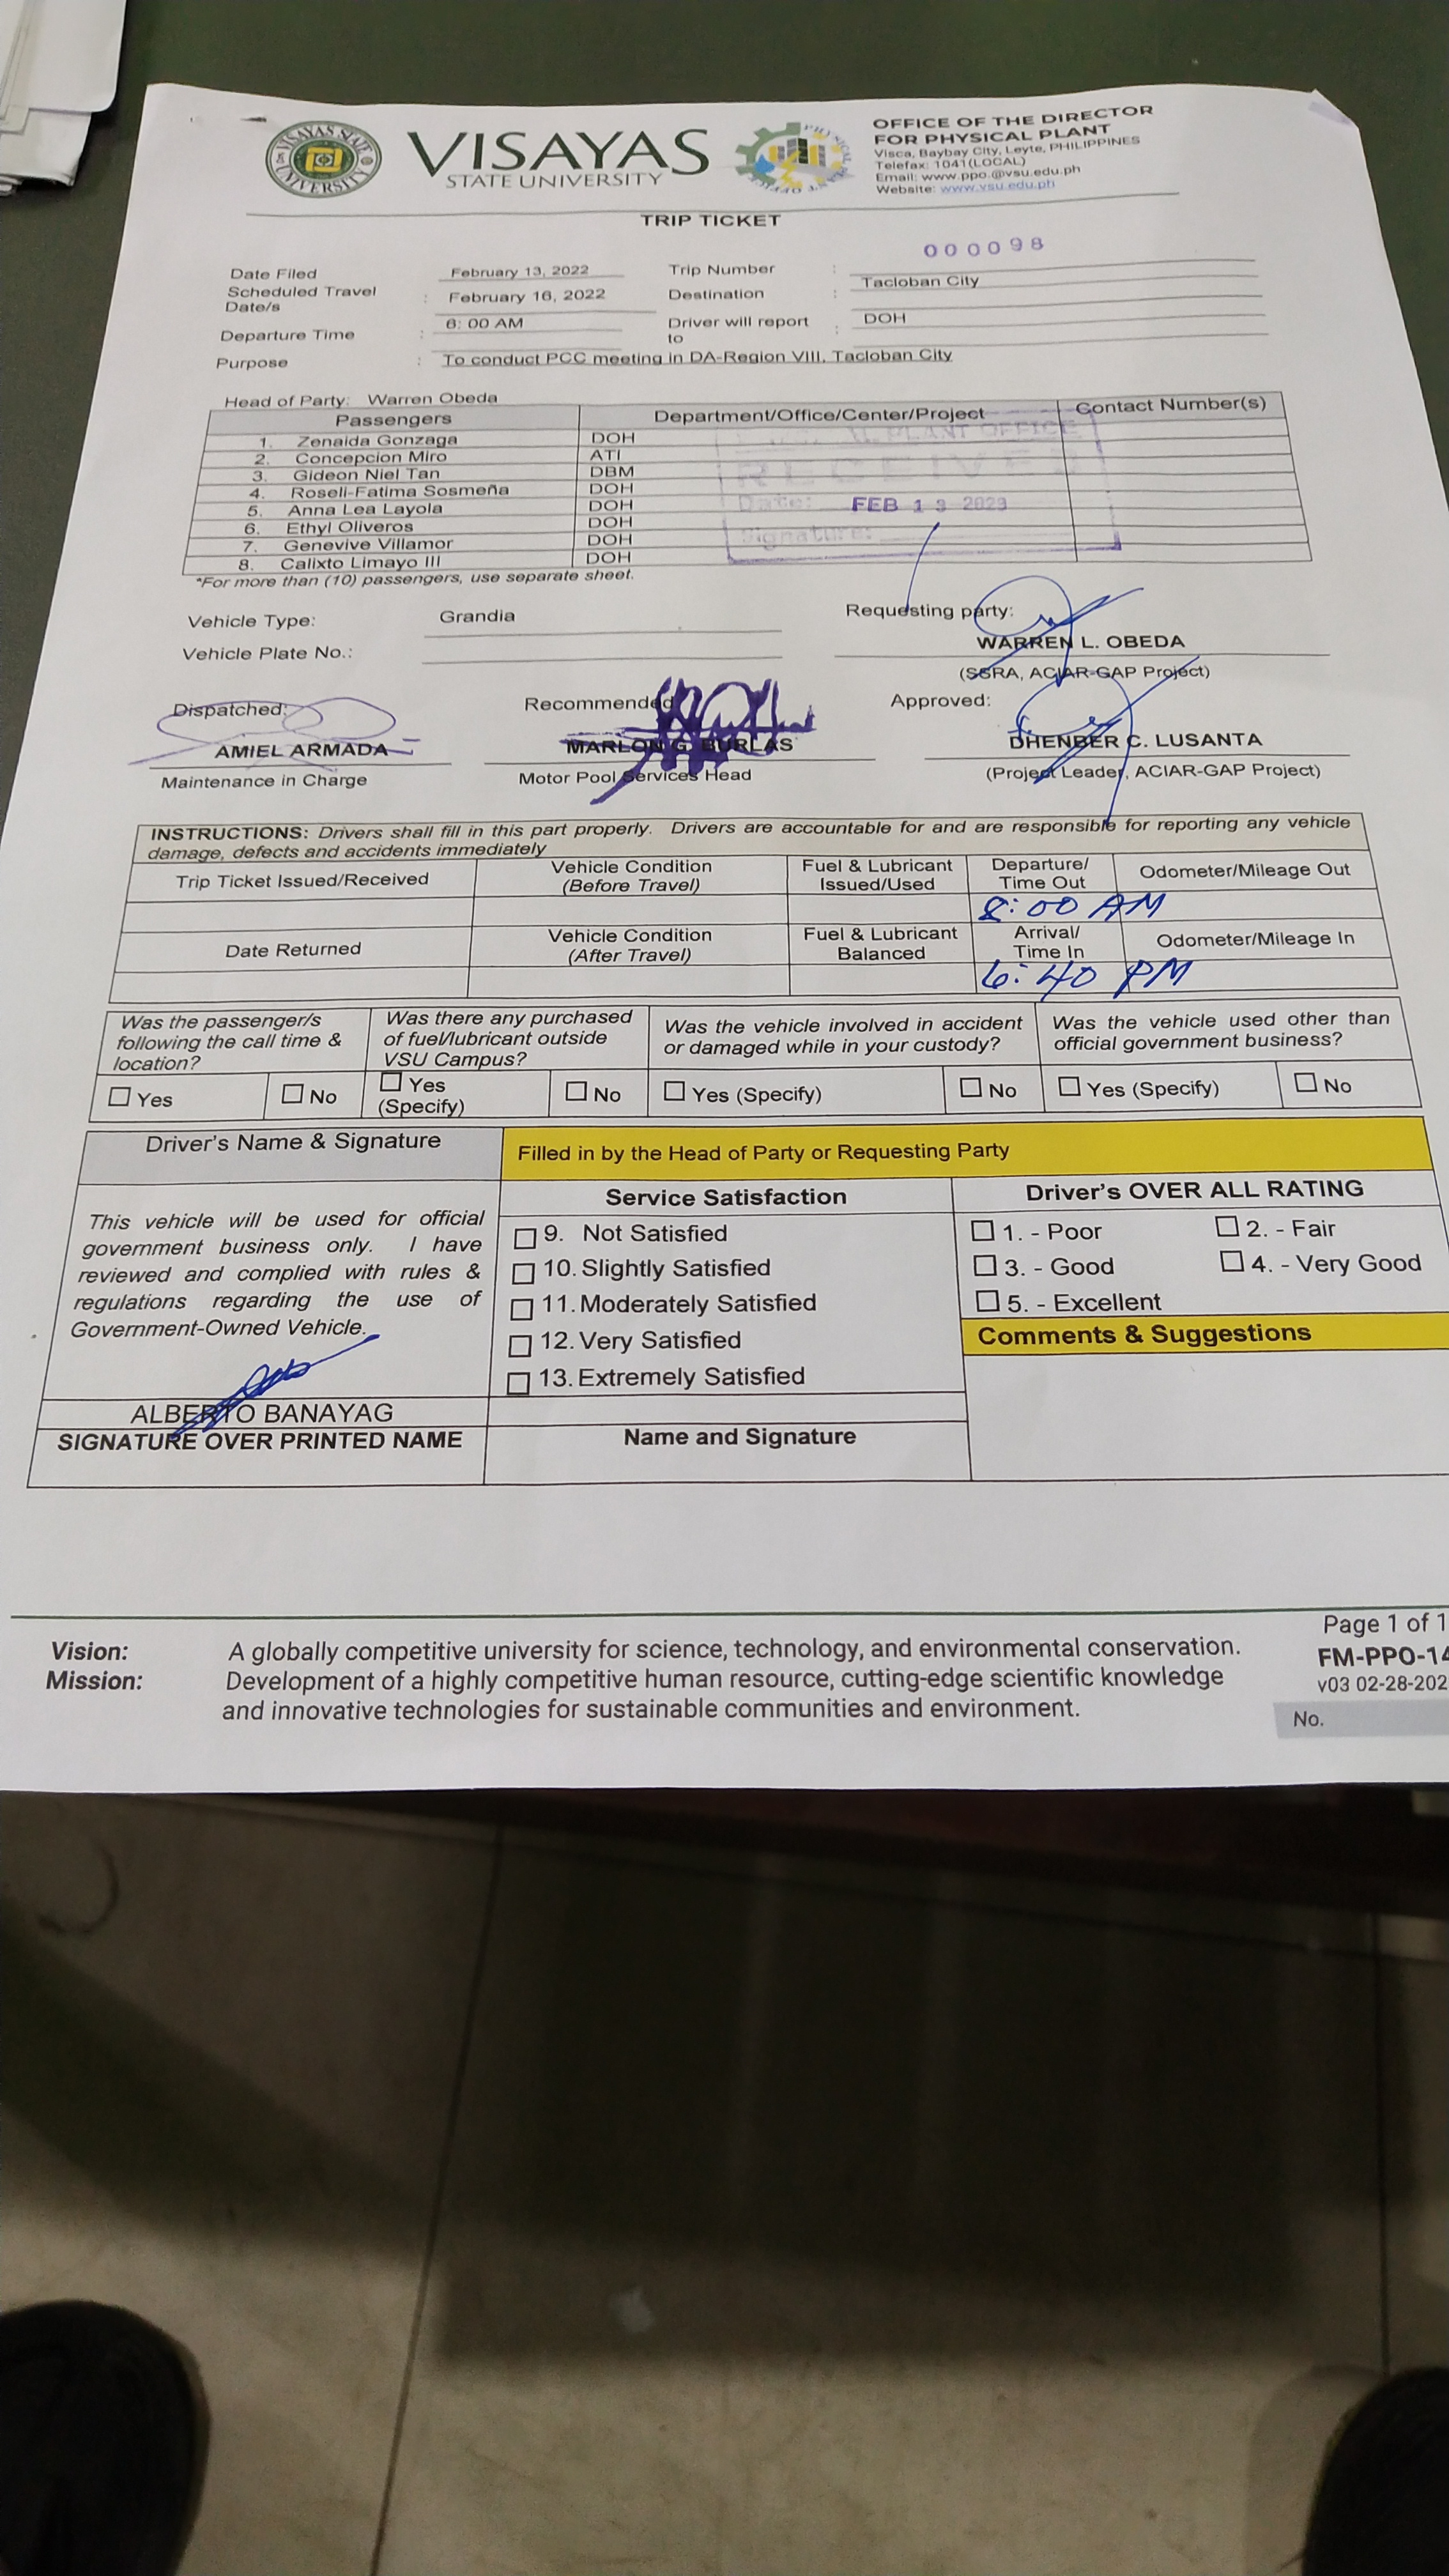 VISAYAS STATE UNIVERSITY
VISAYAS
STATE UNIVERSITY
OFFICE OF THE DIRECTOR
FOR PHYSICAL PLANT
Visca, Baybay City, Leyte, PHILIPPINES
Telefax: 1041(LOCAL)
Email: www.ppo.@vsu.edu.ph
Website: www.vsu.edu.ph
TRIP TICKET
000098
Date Filed February 13, 2022 Trip Number :
Scheduled Travel Date/s : February 16, 2022 Destination : Tacloban City
Departure Time : 6: 00 AM Driver will report to : DOH
Purpose : To conduct PCC meeting in DA-Region VIII, Tacloban City
Head of Party: Warren Obeda
Passengers Department/Office/Center/Project Contact Number(s)
1. Zenaida Gonzaga DOH
2. Concepcion Miro ATI
3. Gideon Niel Tan DBM
4. Roseli-Fatima Sosmeña DOH
5. Anna Lea Layola DOH
6. Ethyl Oliveros DOH
7. Genevive Villamor DOH
8. Calixto Limayo III DOH
PLANT OFFICE
RECEIVED
Date: FEB 13 2023
Signature:
*For more than (10) passengers, use separate sheet.
Vehicle Type: Grandia Requesting party:
Vehicle Plate No.: WARREN L. OBEDA
(SSRA, ACIAR-GAP Project)
Dispatched: Recommended Approved:
AMIEL ARMADA MARLON G. BURLAS DHENBER C. LUSANTA
Maintenance in Charge Motor Pool Services Head (Project Leader, ACIAR-GAP Project)
INSTRUCTIONS: Drivers shall fill in this part properly. Drivers are accountable for and are responsible for reporting any vehicle
damage, defects and accidents immediately
Trip Ticket Issued/Received Vehicle Condition (Before Travel) Fuel & Lubricant Issued/Used Departure/ Time Out Odometer/Mileage Out
8:00 AM
Date Returned Vehicle Condition (After Travel) Fuel & Lubricant Balanced Arrival/ Time In Odometer/Mileage In
6:40 PM
Was the passenger/s following the call time & location? Was there any purchased of fuel/lubricant outside VSU Campus? Was the vehicle involved in accident or damaged while in your custody? Was the vehicle used other than official government business?
Yes No Yes (Specify) No Yes (Specify) No Yes (Specify) No
Driver's Name & Signature Filled in by the Head of Party or Requesting Party
Service Satisfaction Driver's OVER ALL RATING
This vehicle will be used for official
government business only. I have
reviewed and complied with rules &
regulations regarding the use of
Government-Owned Vehicle.
9. Not Satisfied
10. Slightly Satisfied
11. Moderately Satisfied
12. Very Satisfied
13. Extremely Satisfied
1. - Poor 2. - Fair
3. - Good 4. - Very Good
5. - Excellent
Comments & Suggestions
ALBERTO BANAYAG
SIGNATURE OVER PRINTED NAME Name and Signature
Page 1 of 1
Vision: A globally competitive university for science, technology, and environmental conservation.
Mission: Development of a highly competitive human resource, cutting-edge scientific knowledge
and innovative technologies for sustainable communities and environment.
FM-PPO-14
v03 02-28-202
No.